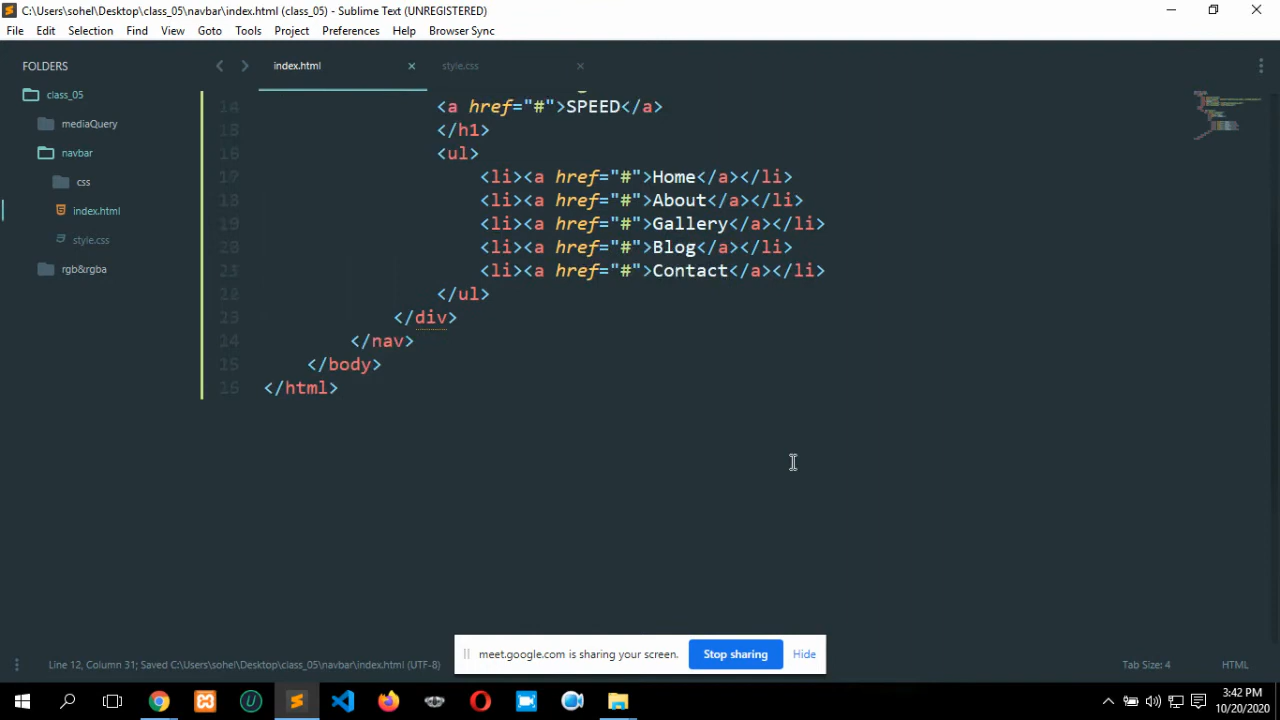 C:\Users\sohel\Desktop\class_05\navbar\index.html (class_05) - Sublime Text (UNREGISTERED)
File Edit Selection Find View Goto Tools Project Preferences Help Browser Sync
FOLDERS
class_05
mediaQuery
navbar
css
index.html
style.css
rgb&rgba
index.html × style.css ×
<a href="#">SPEED</a>
</h1>
<ul>
<li><a href="#">Home</a></li>
<li><a href="#">About</a></li>
<li><a href="#">Gallery</a></li>
<li><a href="#">Blog</a></li>
<li><a href="#">Contact</a></li>
</ul>
</div>
</nav>
</body>
</html>
meet.google.com is sharing your screen. Stop sharing Hide
Line 12, Column 31; Saved C:\Users\sohel\Desktop\class_05\navbar\index.html (UTF-8) Tab Size: 4 HTML
3:42 PM
10/20/2020